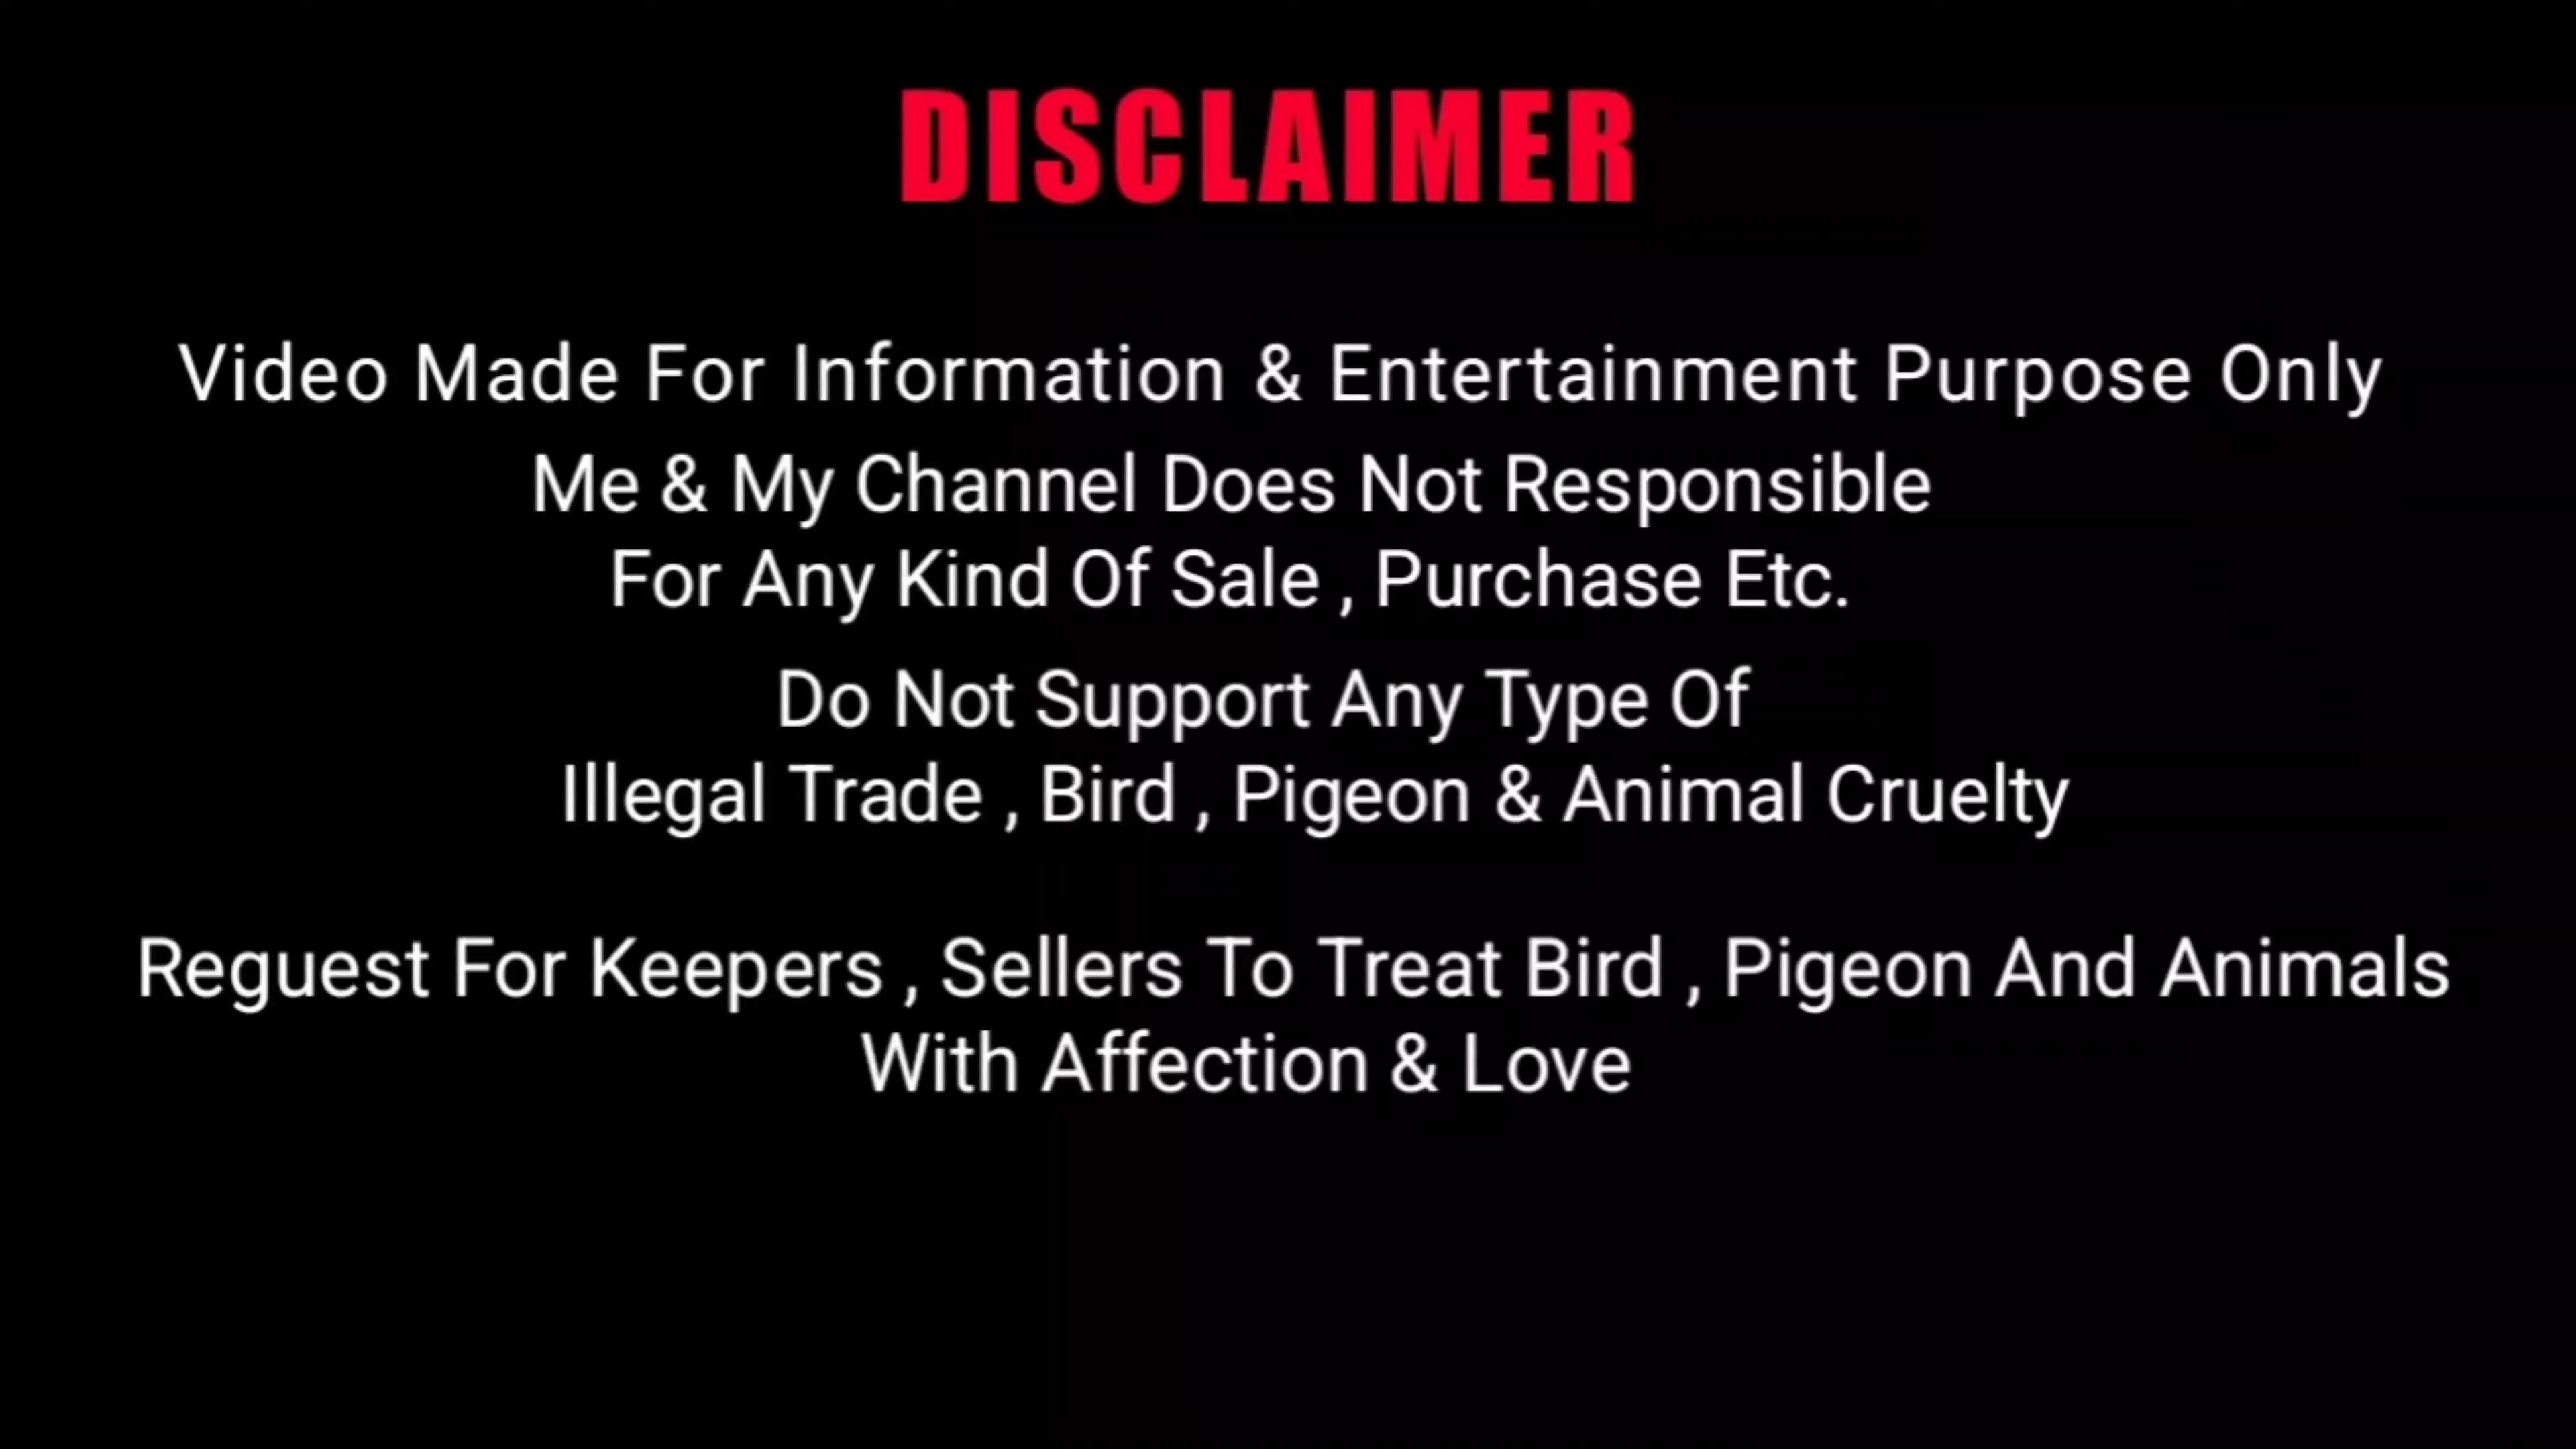 DISCLAIMER
Video Made For Information & Entertainment Purpose Only
Me & My Channel Does Not Responsible
For Any Kind Of Sale , Purchase Etc.
Do Not Support Any Type Of
Illegal Trade , Bird , Pigeon & Animal Cruelty
Reguest For Keepers , Sellers To Treat Bird , Pigeon And Animals
With Affection & Love